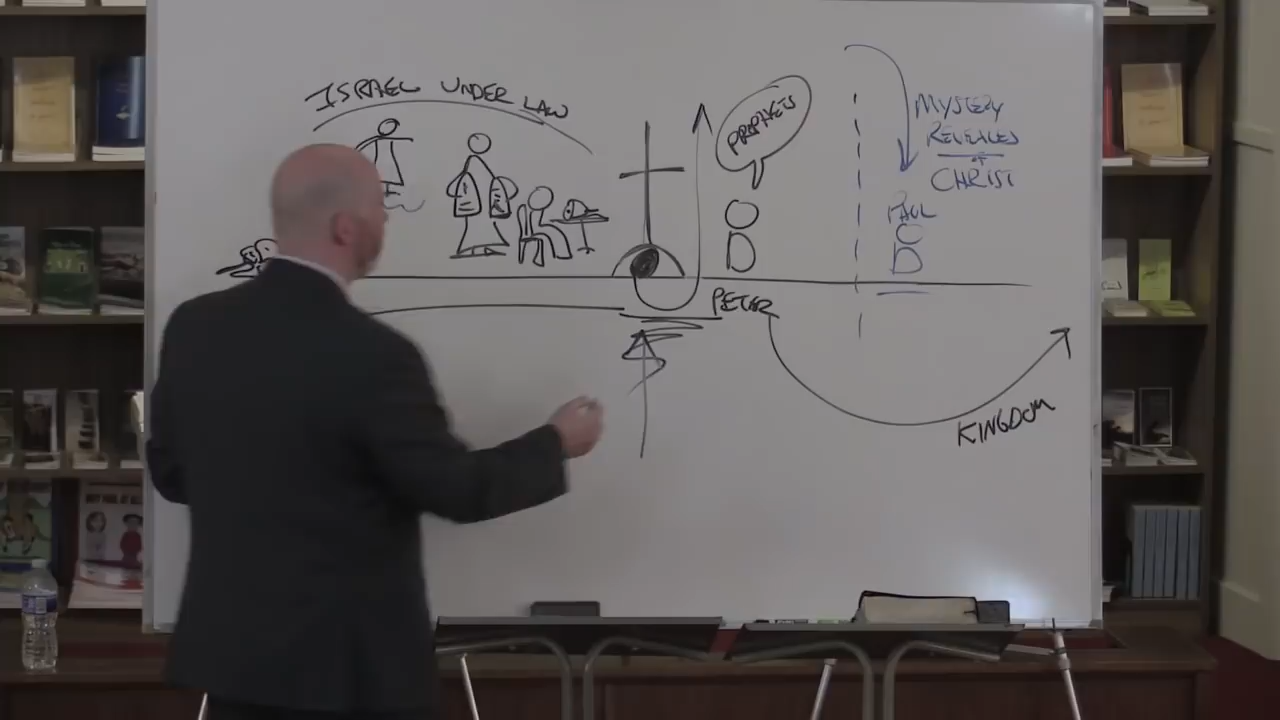 ISRAEL UNDER LAW
PROPHETS
MYSTERY
REVEALED
of
CHRIST
PAUL
PETER
KINGDOM